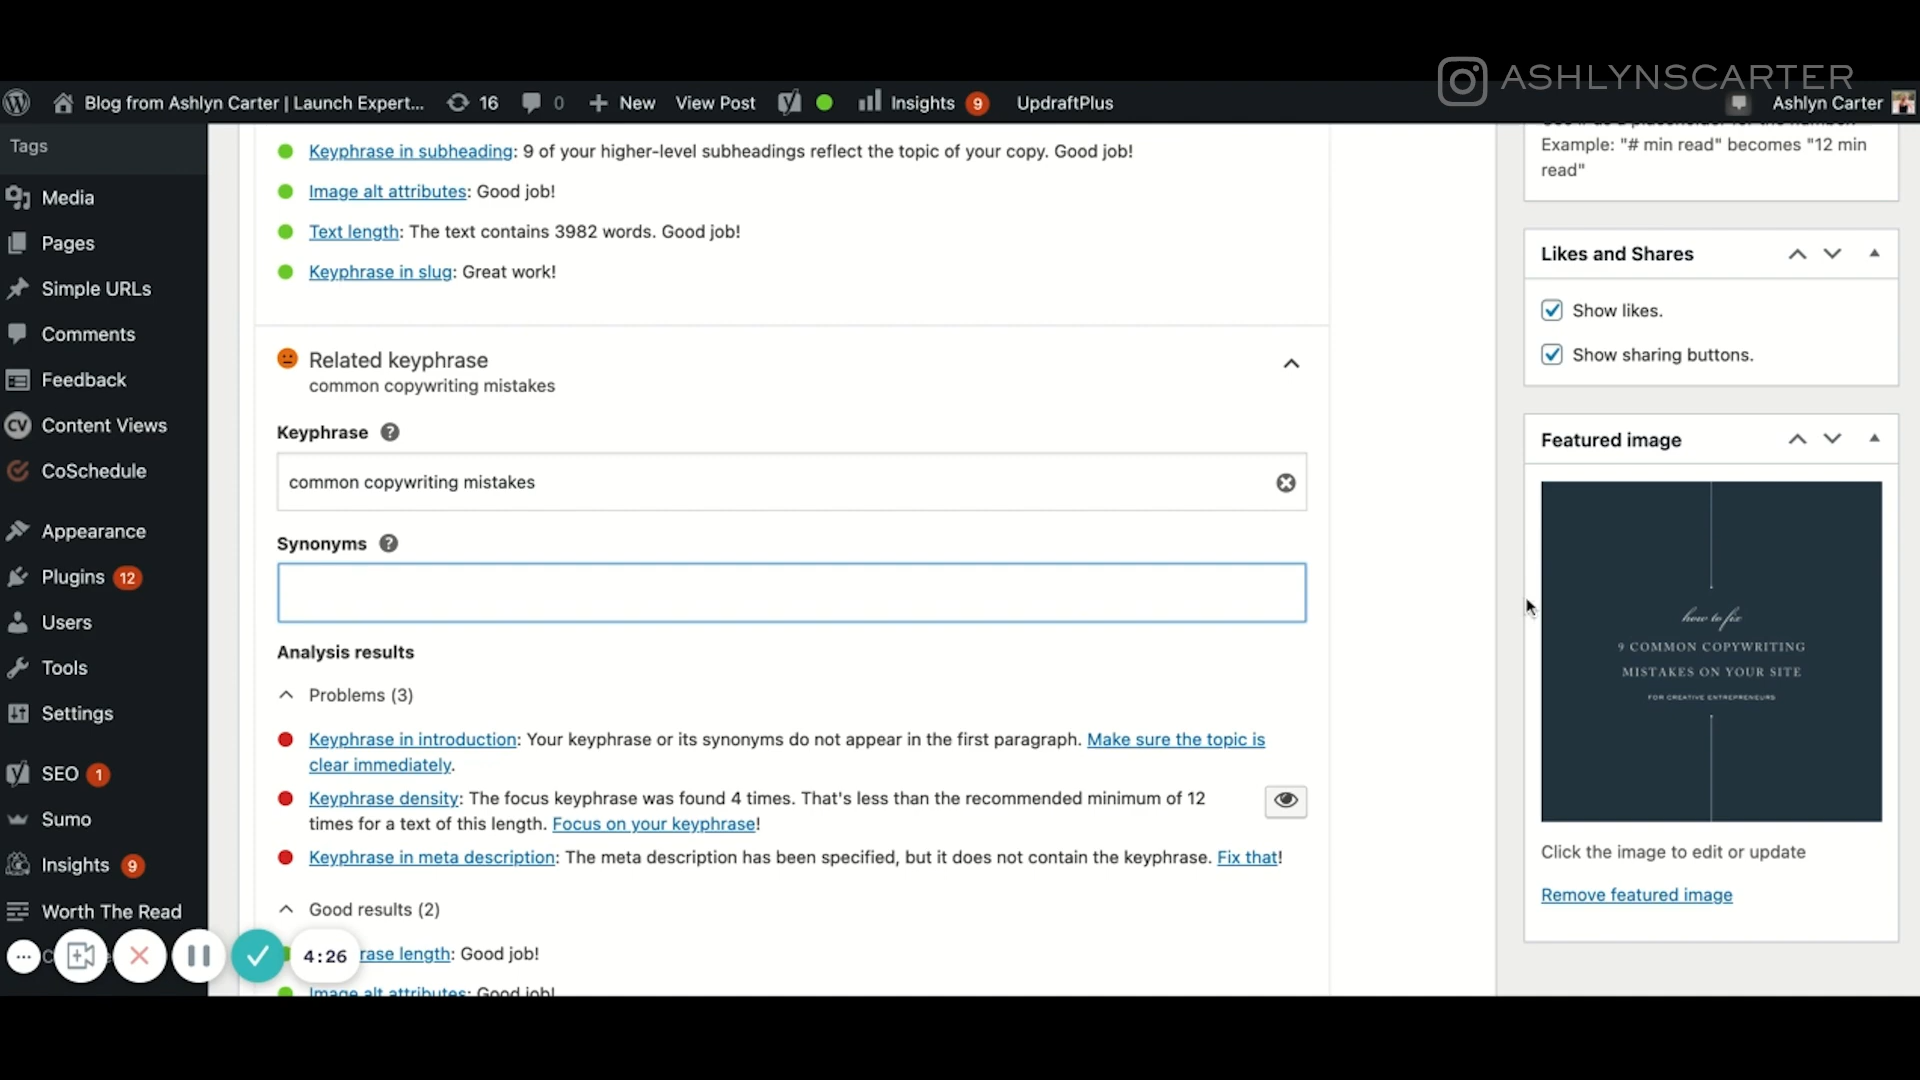 ASHLYNSCARTER
Blog from Ashlyn Carter | Launch Expert... 16 0 New View Post Insights 9 UpdraftPlus Ashlyn Carter
Tags
Media
Pages
Simple URLs
Comments
Feedback
CV Content Views
CoSchedule
Appearance
Plugins 12
Users
Tools
Settings
SEO 1
Sumo
Insights 9
Worth The Read
Keyphrase in subheading: 9 of your higher-level subheadings reflect the topic of your copy. Good job!
Image alt attributes: Good job!
Text length: The text contains 3982 words. Good job!
Keyphrase in slug: Great work!
Related keyphrase
common copywriting mistakes
Keyphrase ?
common copywriting mistakes
Synonyms ?
Analysis results
Problems (3)
Keyphrase in introduction: Your keyphrase or its synonyms do not appear in the first paragraph. Make sure the topic is
clear immediately.
Keyphrase density: The focus keyphrase was found 4 times. That's less than the recommended minimum of 12
times for a text of this length. Focus on your keyphrase!
Keyphrase in meta description: The meta description has been specified, but it does not contain the keyphrase. Fix that!
Good results (2)
4:26
rase length: Good job!
Image alt attributes: Good job!
Example: "# min read" becomes "12 min
read"
Likes and Shares
Show likes.
Show sharing buttons.
Featured image
how to fix
9 COMMON COPYWRITING
MISTAKES ON YOUR SITE
FOR CREATIVE ENTREPRENEURS
Click the image to edit or update
Remove featured image